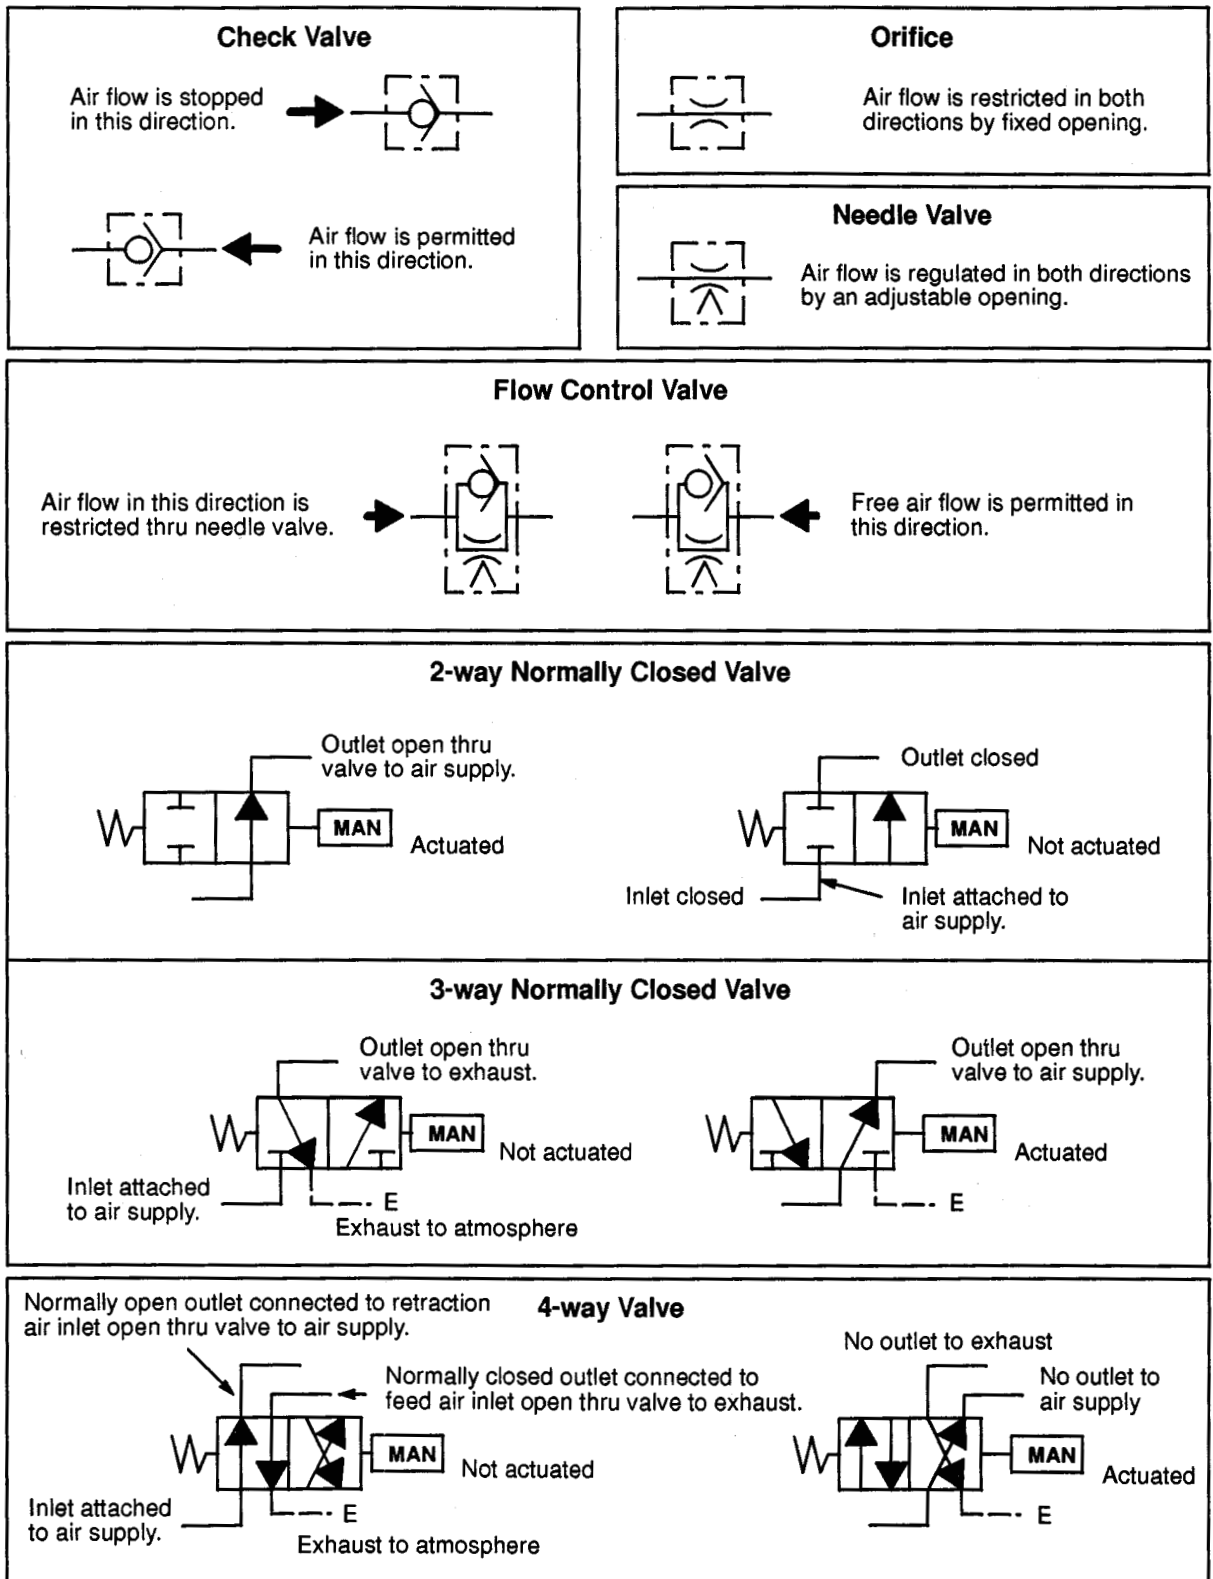 Check Valve
Air flow is stopped
in this direction.
Air flow is permitted
in this direction.
Orifice
Air flow is restricted in both
directions by fixed opening.
Needle Valve
Air flow is regulated in both directions
by an adjustable opening.
Flow Control Valve
Air flow in this direction is
restricted thru needle valve.
Free air flow is permitted in
this direction.
2-way Normally Closed Valve
Outlet open thru
valve to air supply.
MAN
Actuated
Outlet closed
MAN
Not actuated
Inlet closed
Inlet attached to
air supply.
3-way Normally Closed Valve
Outlet open thru
valve to exhaust.
MAN
Not actuated
Inlet attached
to air supply.
E
Exhaust to atmosphere
Outlet open thru
valve to air supply.
MAN
Actuated
E
4-way Valve
Normally open outlet connected to retraction
air inlet open thru valve to air supply.
Normally closed outlet connected to
feed air inlet open thru valve to exhaust.
MAN
Not actuated
Inlet attached
to air supply.
E
Exhaust to atmosphere
No outlet to exhaust
No outlet to
air supply
MAN
Actuated
E